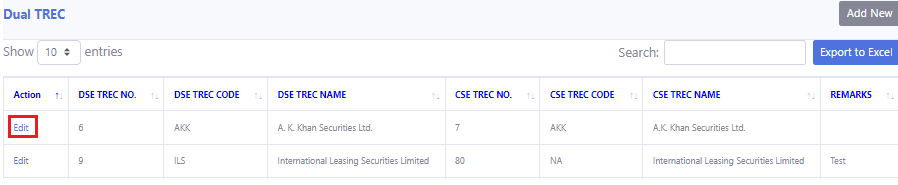 Dual TREC Add New
Show 10 entries Search: Export to Excel
Action DSE TREC NO. DSE TREC CODE DSE TREC NAME CSE TREC NO. CSE TREC CODE CSE TREC NAME REMARKS
Edit 6 AKK A. K. Khan Securities Ltd. 7 AKK A.K. Khan Securities Ltd.
Edit 9 ILS International Leasing Securities Limited 80 NA International Leasing Securities Limited Test